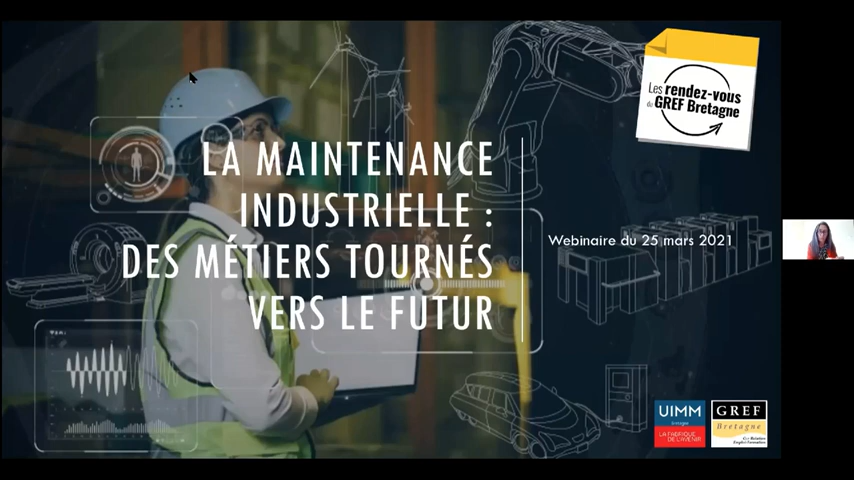 Les rendez-vous
du GREF Bretagne
LA MAINTENANCE
INDUSTRIELLE :
DES MÉTIERS TOURNÉS
VERS LE FUTUR
Webinaire du 25 mars 2021
UIMM
LA FABRIQUE
DE L'AVENIR
GREF
Bretagne